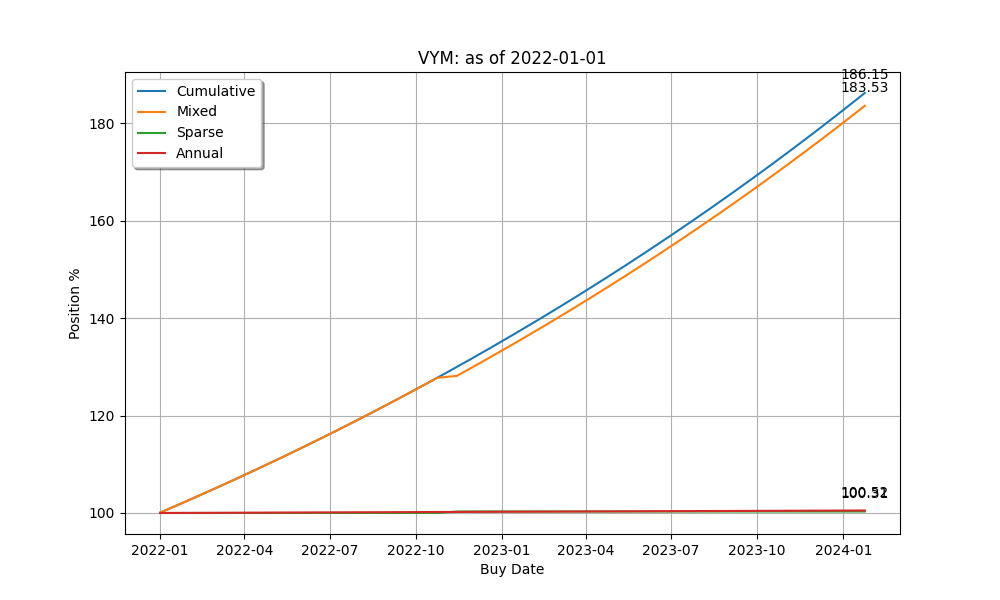 VYM: as of 2022-01-01
186.15
183.53
Cumulative
Mixed
Sparse
Annual
180
160
140
120
100
Position %
2022-01
2022-04
2022-07
2022-10
2023-01
2023-04
2023-07
2023-10
2024-01
Buy Date